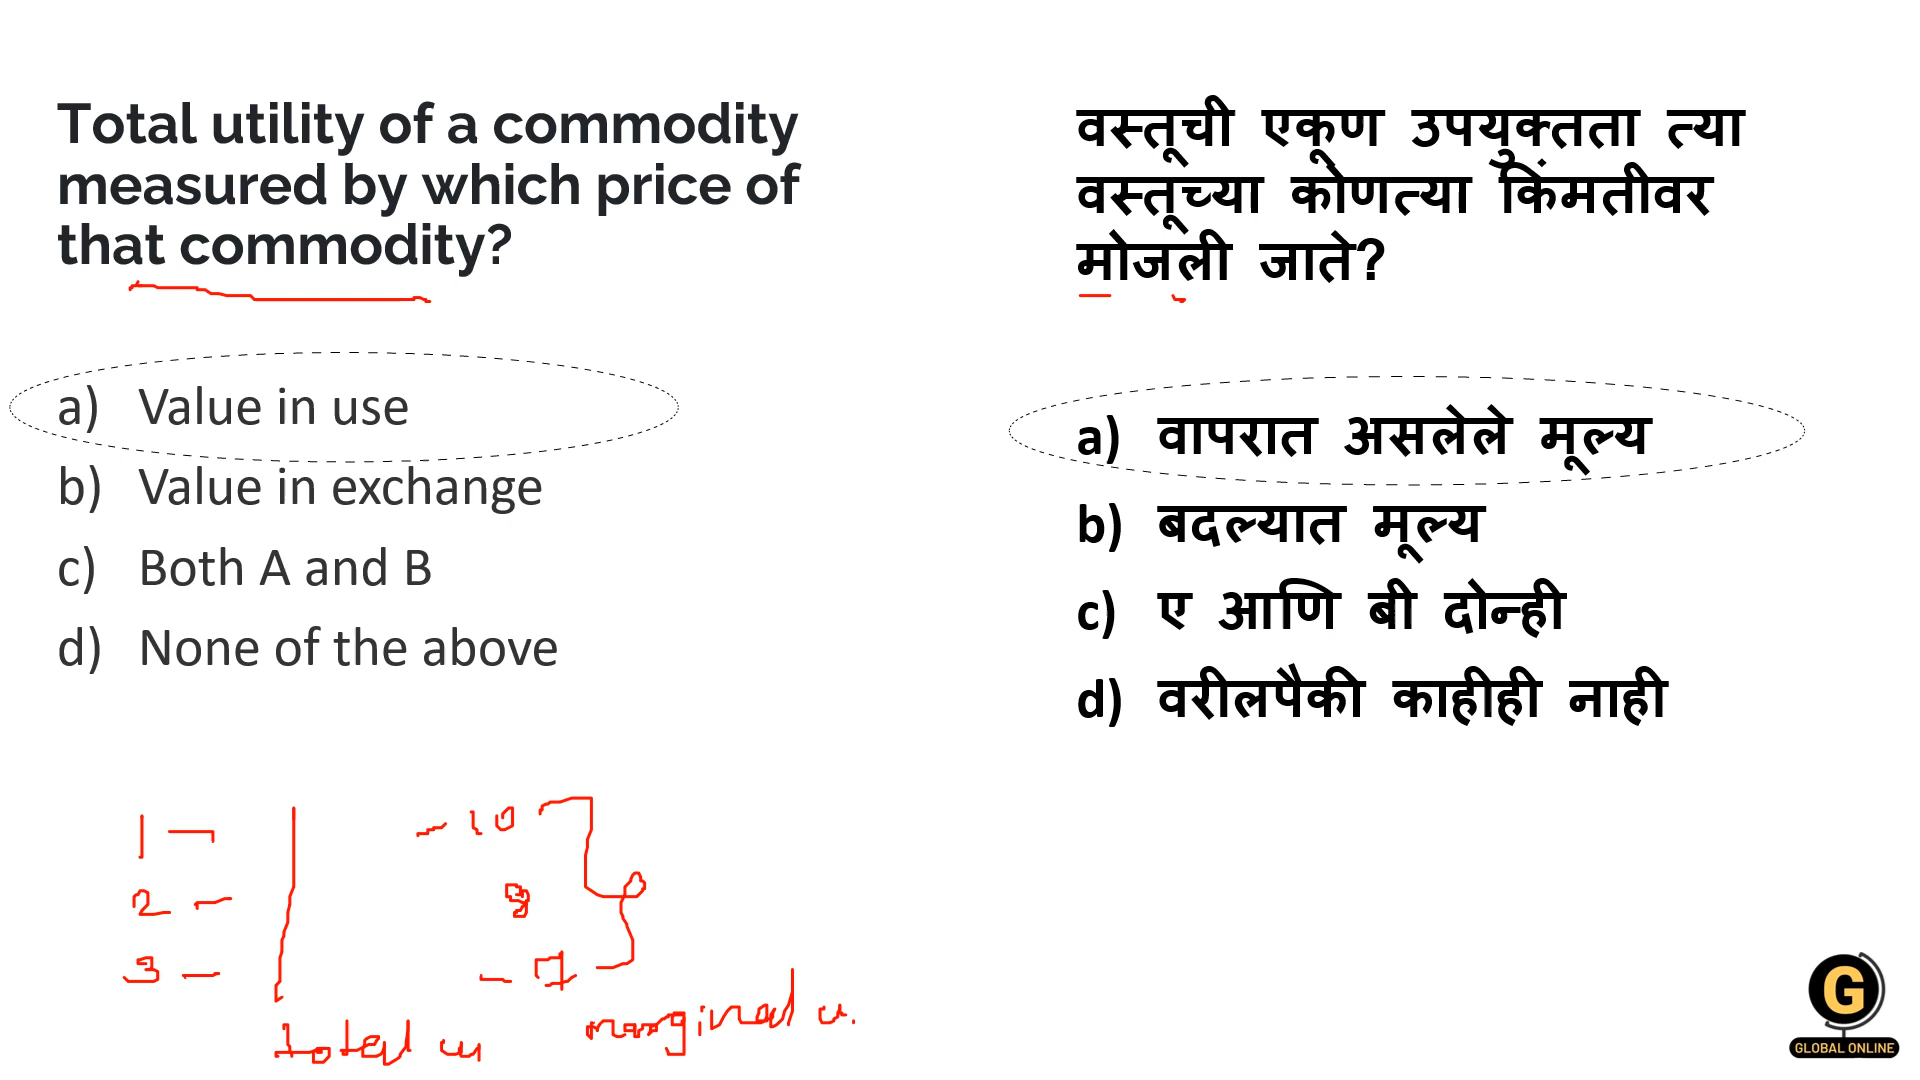 Total utility of a commodity
measured by which price of
that commodity?
a) Value in use
b) Value in exchange
c) Both A and B
d) None of the above
वस्तूची एकूण उपयुक्तता त्या
वस्तूच्या कोणत्या किंमतीवर
मोजली जाते?
a) वापरात असलेले मूल्य
b) बदल्यात मूल्य
c) ए आणि बी दोन्ही
d) वरीलपैकी काहीही नाही
1 — – 10
2 –
3 – – 7
total u
marginal u.
G
GLOBAL ONLINE